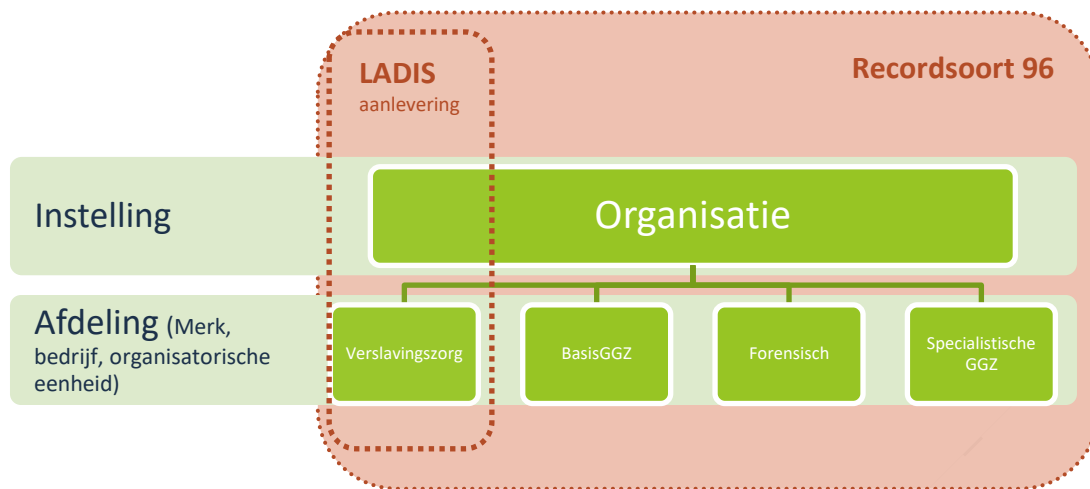 LADIS
aanlevering
Recordsoort 96
Instelling
Organisatie
Afdeling (Merk,
bedrijf, organisatorische
eenheid)
Verslavingszorg
BasisGGZ
Forensisch
Specialistische
GGZ